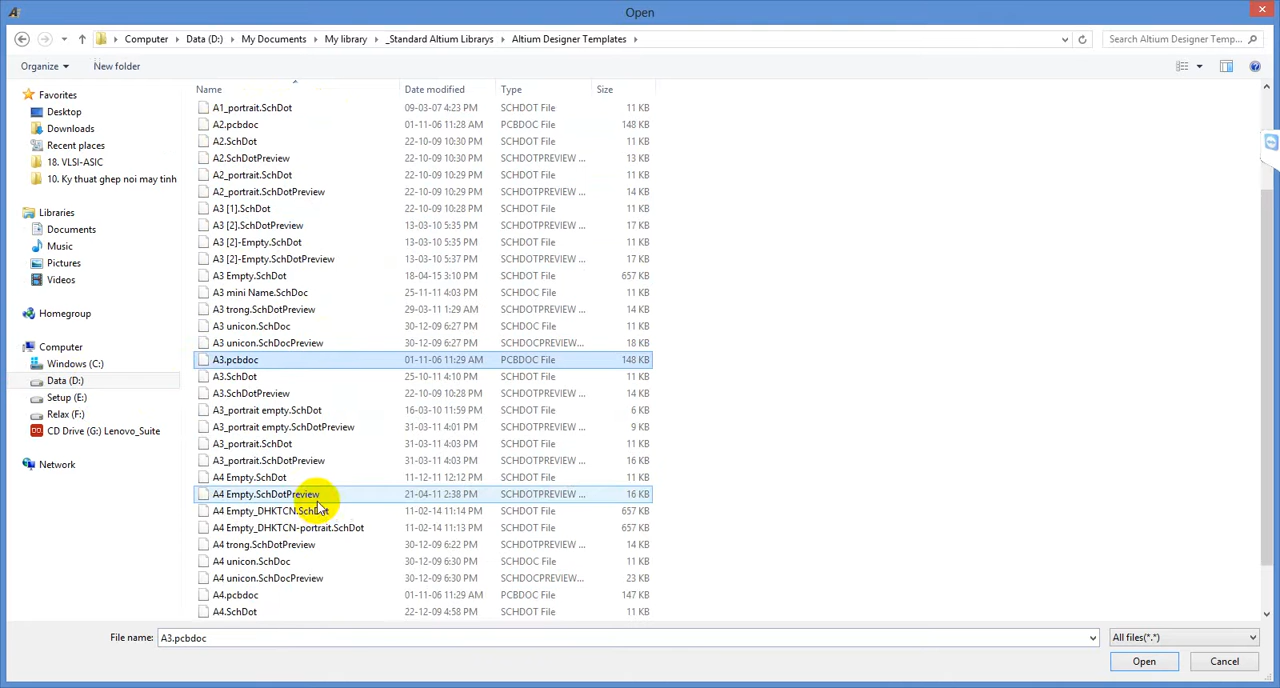 Open
Computer Data (D:) My Documents My library _Standard Altium Librarys Altium Designer Templates Search Altium Designer Temp...
Organize New folder
Name Date modified Type Size
Favorites
Desktop
Downloads
Recent places
18. VLSI-ASIC
10. Ky thuat ghep noi may tinh
Libraries
Documents
Music
Pictures
Videos
Homegroup
Computer
Windows (C:)
Data (D:)
Setup (E:)
Relax (F:)
CD Drive (G:) Lenovo_Suite
Network
A1_portrait.SchDot 09-03-07 4:23 PM SCHDOT File 11 KB
A2.pcbdoc 01-11-06 11:28 AM PCBDOC File 148 KB
A2.SchDot 22-10-09 10:30 PM SCHDOT File 11 KB
A2.SchDotPreview 22-10-09 10:30 PM SCHDOTPREVIEW ... 13 KB
A2_portrait.SchDot 22-10-09 10:29 PM SCHDOT File 11 KB
A2_portrait.SchDotPreview 22-10-09 10:29 PM SCHDOTPREVIEW ... 14 KB
A3 [1].SchDot 22-10-09 10:28 PM SCHDOT File 11 KB
A3 [2].SchDotPreview 13-03-10 5:35 PM SCHDOTPREVIEW ... 17 KB
A3 [2]-Empty.SchDot 13-03-10 5:35 PM SCHDOT File 11 KB
A3 [2]-Empty.SchDotPreview 13-03-10 5:37 PM SCHDOTPREVIEW ... 17 KB
A3 Empty.SchDot 18-04-15 3:10 PM SCHDOT File 657 KB
A3 mini Name.SchDoc 25-11-11 4:03 PM SCHDOC File 11 KB
A3 trong.SchDotPreview 29-03-11 1:29 AM SCHDOTPREVIEW ... 14 KB
A3 unicon.SchDoc 30-12-09 6:27 PM SCHDOC File 11 KB
A3 unicon.SchDocPreview 30-12-09 6:27 PM SCHDOCPREVIEW... 18 KB
A3.pcbdoc 01-11-06 11:29 AM PCBDOC File 148 KB
A3.SchDot 25-10-11 4:10 PM SCHDOT File 11 KB
A3.SchDotPreview 22-10-09 10:28 PM SCHDOTPREVIEW ... 14 KB
A3_portrait empty.SchDot 16-03-10 11:59 PM SCHDOT File 6 KB
A3_portrait empty.SchDotPreview 31-03-11 4:01 PM SCHDOTPREVIEW ... 9 KB
A3_portrait.SchDot 31-03-11 4:03 PM SCHDOT File 11 KB
A3_portrait.SchDotPreview 31-03-11 4:03 PM SCHDOTPREVIEW ... 16 KB
A4 Empty.SchDot 11-12-11 12:12 PM SCHDOT File 11 KB
A4 Empty.SchDotPreview 21-04-11 2:38 PM SCHDOTPREVIEW ... 16 KB
A4 Empty_DHKTCN.SchDot 11-02-14 11:14 PM SCHDOT File 657 KB
A4 Empty_DHKTCN-portrait.SchDot 11-02-14 11:13 PM SCHDOT File 657 KB
A4 trong.SchDotPreview 30-12-09 6:22 PM SCHDOTPREVIEW ... 14 KB
A4 unicon.SchDoc 30-12-09 6:30 PM SCHDOC File 11 KB
A4 unicon.SchDocPreview 30-12-09 6:30 PM SCHDOCPREVIEW... 23 KB
A4.pcbdoc 01-11-06 11:29 AM PCBDOC File 147 KB
A4.SchDot 22-12-09 4:58 PM SCHDOT File 11 KB
File name: A3.pcbdoc All files(*.*)
Open Cancel